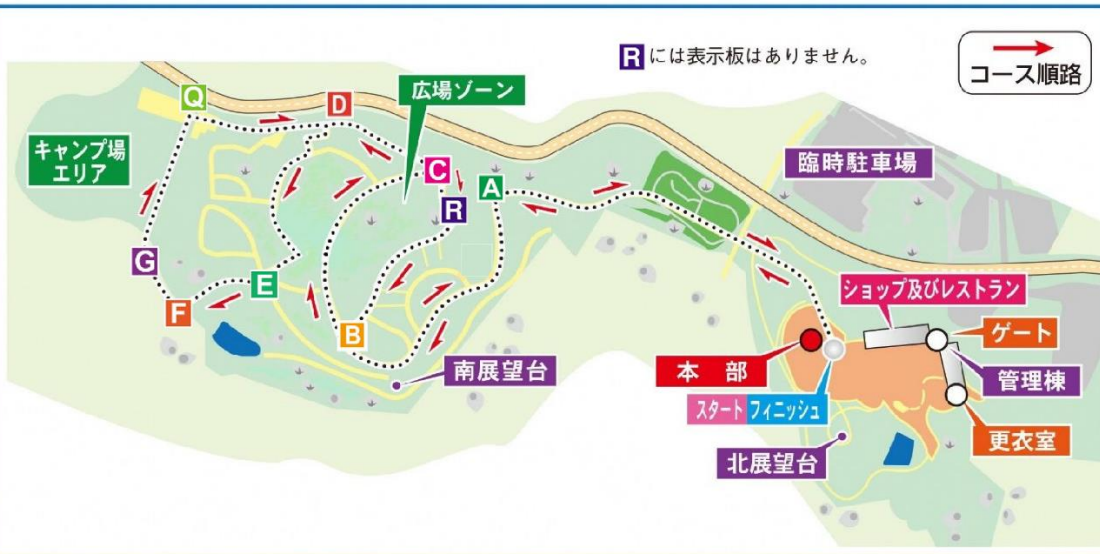 Rには表示板はありません。
コース順路
広場ゾーン
Q
D
キャンプ場
エリア
C
A
R
臨時駐車場
G
E
F
B
ショップ及びレストラン
ゲート
南展望台
本 部
管理棟
スタート フィニッシュ
更衣室
北展望台